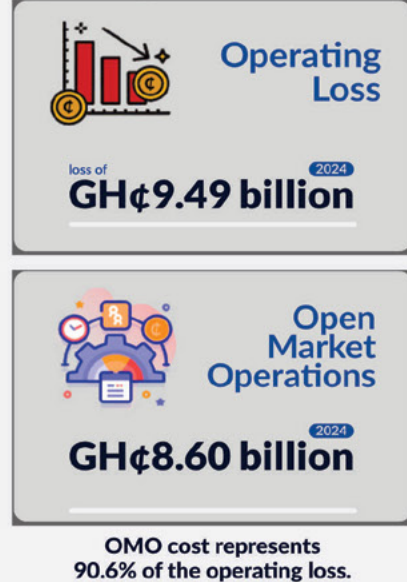 Operating
Loss
loss of
2024
GH¢9.49 billion
Open
Market
Operations
2024
GH¢8.60 billion
OMO cost represents
90.6% of the operating loss.